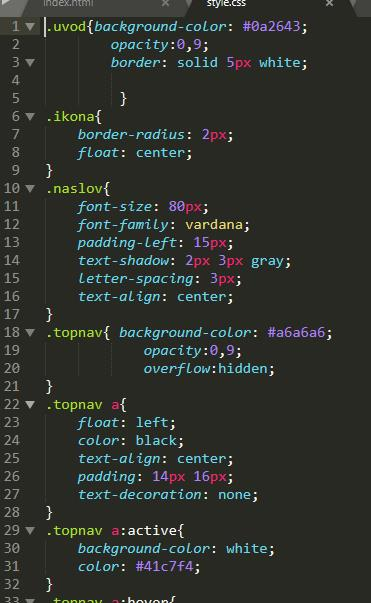 index.html style.css
1 .uvod{background-color: #0a2643;
2 opacity:0,9;
3 border: solid 5px white;
4
5 }
6 .ikona{
7 border-radius: 2px;
8 float: center;
9 }
10 .naslov{
11 font-size: 80px;
12 font-family: vardana;
13 padding-left: 15px;
14 text-shadow: 2px 3px gray;
15 letter-spacing: 3px;
16 text-align: center;
17 }
18 .topnav{ background-color: #a6a6a6;
19 opacity:0,9;
20 overflow:hidden;
21 }
22 .topnav a{
23 float: left;
24 color: black;
25 text-align: center;
26 padding: 14px 16px;
27 text-decoration: none;
28 }
29 .topnav a:active{
30 background-color: white;
31 color: #41c7f4;
32 }
33 .topnav a:hover{